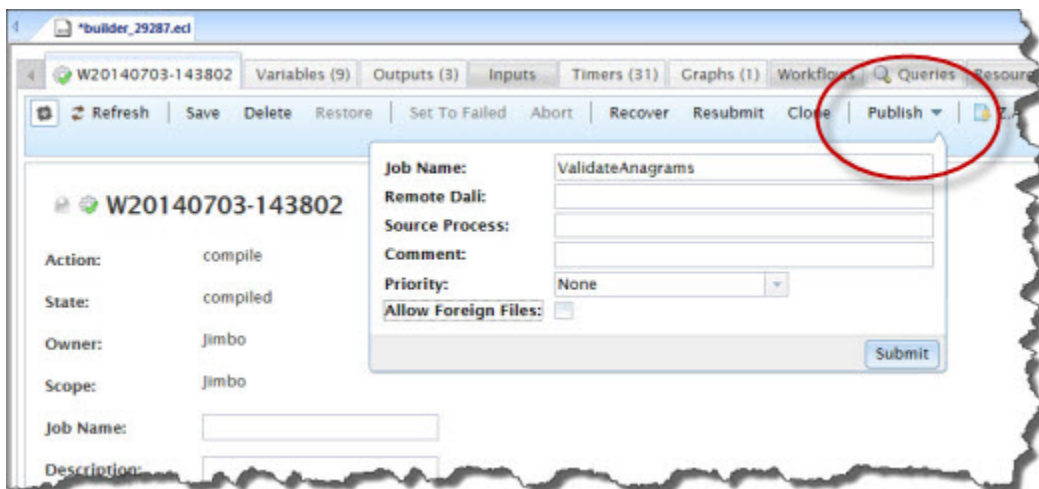 *builder_29287.ecl
W20140703-143802 Variables (9) Outputs (3) Inputs Timers (31) Graphs (1) Workflows Queries Resour
Refresh Save Delete Restore Set To Failed Abort Recover Resubmit Clone Publish Z.A
Job Name: ValidateAnagrams
Remote Dali:
Source Process:
Comment:
Priority: None
Allow Foreign Files:
Submit
W20140703-143802
Action: compile
State: compiled
Owner: Jimbo
Scope: Jimbo
Job Name:
Description: